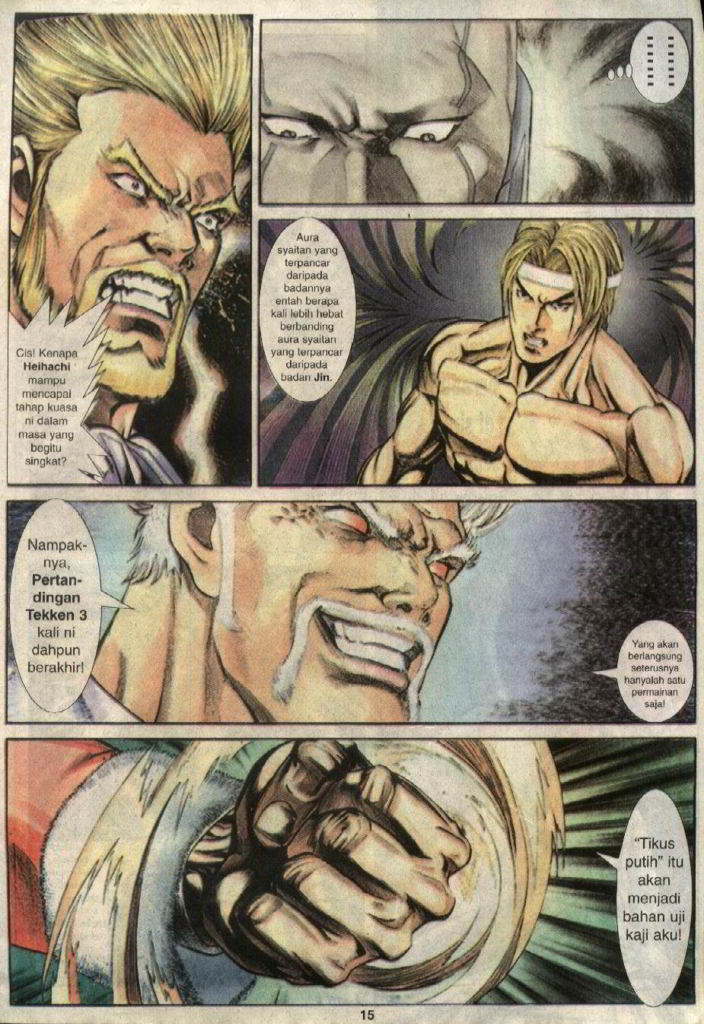 Cis! Kenapa
Heihachi
mampu
mencapai
tahap kuasa
ni dalam
masa yang
begitu
singkat?
Aura
syaitan yang
terpancar
daripada
badannya
entah berapa
kali lebih hebat
berbanding
aura syaitan
yang terpancar
daripada
badan Jin.
Nampak-
nya,
Pertan-
dingan
Tekken 3
kali ni
dahpun
berakhir!
Yang akan
berlangsung
seterusnya
hanyalah satu
permainan
saja!
"Tikus
putih" itu
akan
menjadi
bahan uji
kaji aku!
15